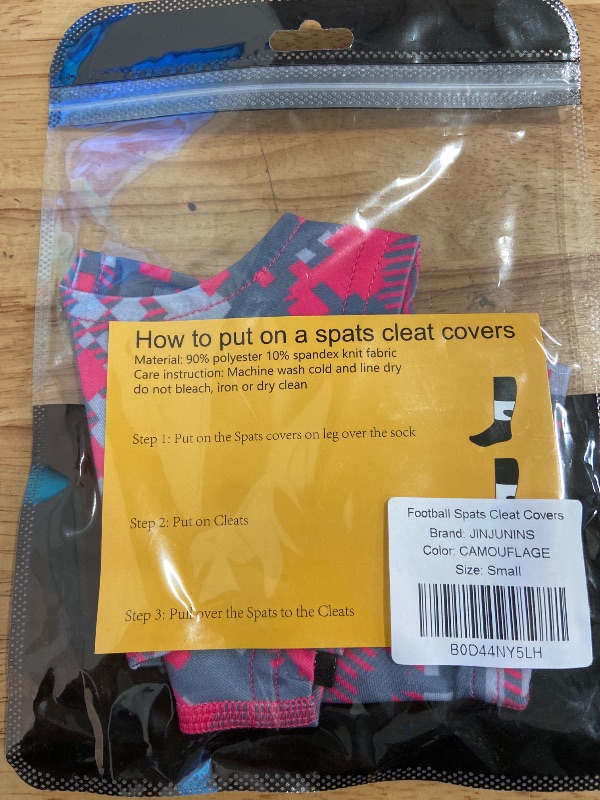 How to put on a spats cleat covers
Material: 90% polyester 10% spandex knit fabric
Care instruction: Machine wash cold and line dry
do not bleach, iron or dry clean
Step 1: Put on the Spats covers on leg over the sock
Step 2: Put on Cleats
Step 3: Pull over the Spats to the Cleats
Football Spats Cleat Covers
Brand: JINJUNINS
Color: CAMOUFLAGE
Size: Small
B0D44NY5LH